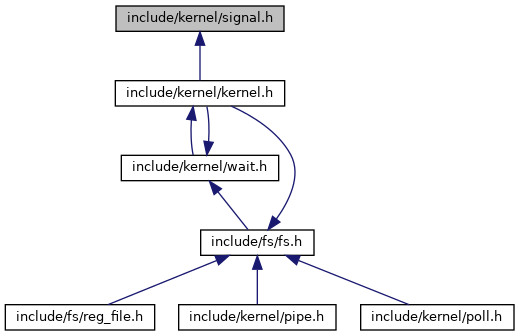 include/kernel/signal.h
include/kernel/kernel.h
include/kernel/wait.h
include/fs/fs.h
include/fs/reg_file.h
include/kernel/pipe.h
include/kernel/poll.h